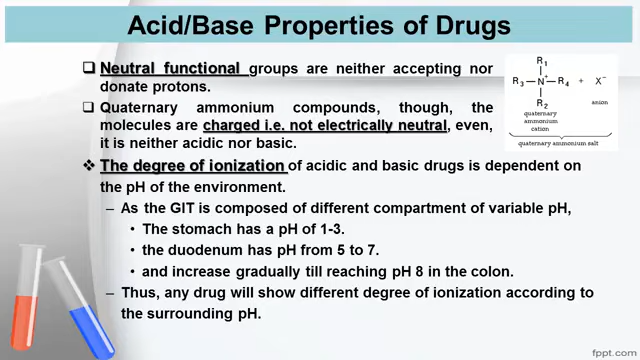 Acid/Base Properties of Drugs
❑ Neutral functional groups are neither accepting nor
donate protons.
❑ Quaternary ammonium compounds, though, the
molecules are charged i.e. not electrically neutral, even,
it is neither acidic nor basic.
❖ The degree of ionization of acidic and basic drugs is dependent on
the pH of the environment.
– As the GIT is composed of different compartment of variable pH,
• The stomach has a pH of 1-3.
• the duodenum has pH from 5 to 7.
• and increase gradually till reaching pH 8 in the colon.
– Thus, any drug will show different degree of ionization according to
the surrounding pH.
R1
R3 — N+ — R4 + X−
R2
anion
quaternary
ammonium
cation
quaternary ammonium salt
fppt.com